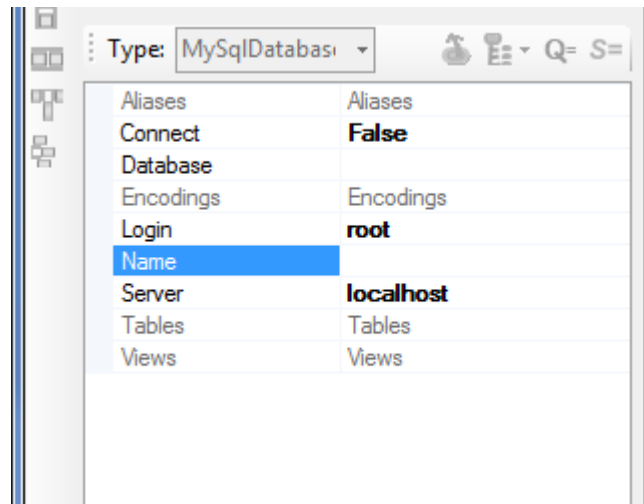 Type: MySqlDatabas Q= S=
Aliases Aliases
Connect False
Database
Encodings Encodings
Login root
Name
Server localhost
Tables Tables
Views Views